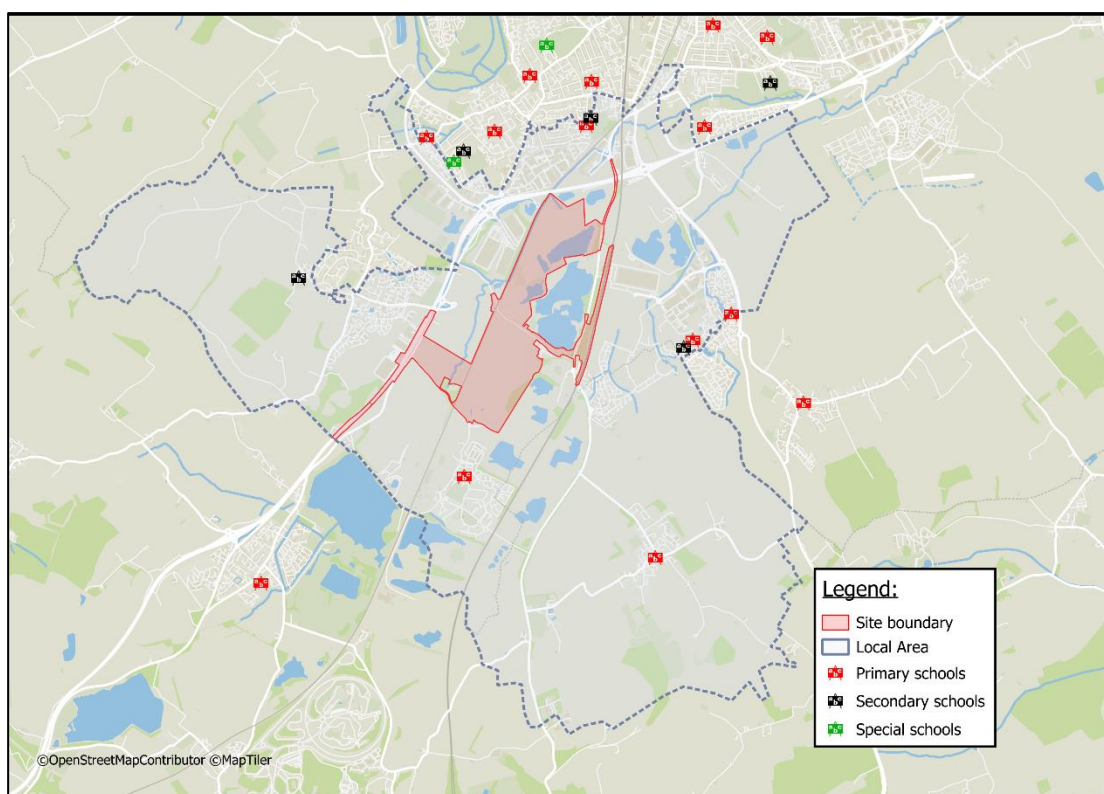 Legend:
Site boundary
Local Area
Primary schools
Secondary schools
Special schools
©OpenStreetMapContributor ©MapTiler